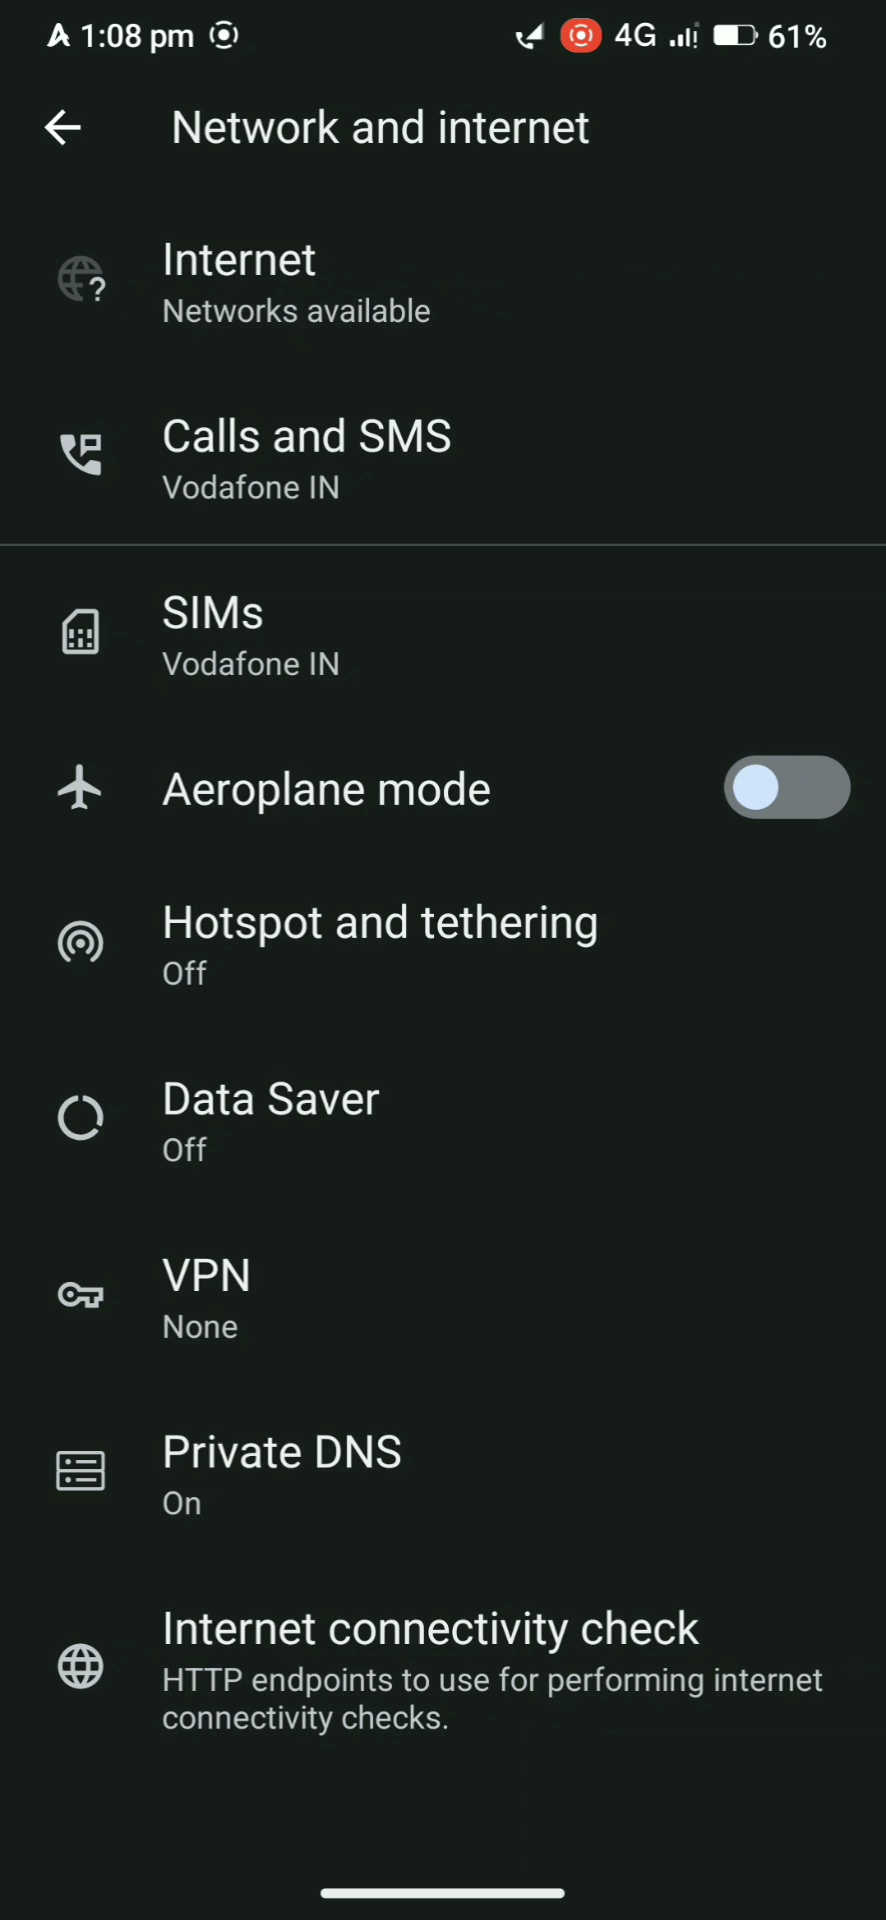 1:08 pm 4G 61%
Network and internet
Internet
Networks available
Calls and SMS
Vodafone IN
SIMs
Vodafone IN
Aeroplane mode
Hotspot and tethering
Off
Data Saver
Off
VPN
None
Private DNS
On
Internet connectivity check
HTTP endpoints to use for performing internet
connectivity checks.